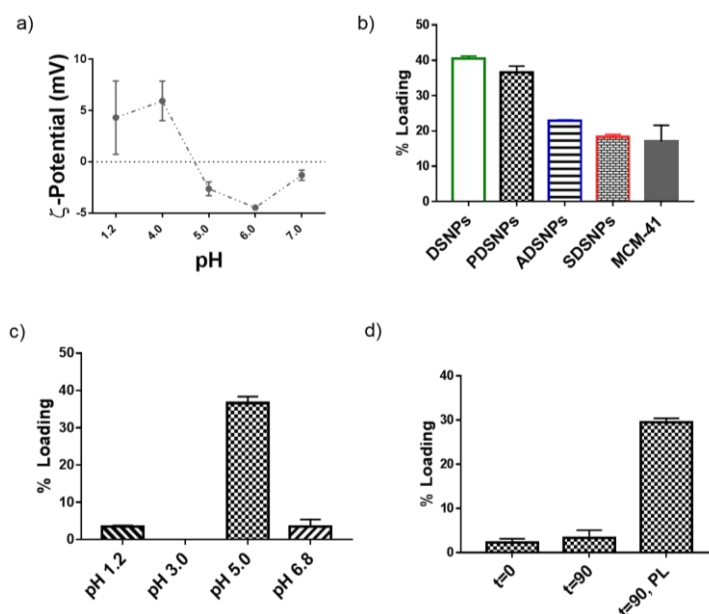 a)
ζ-Potential (mV)
10
5
0
-5
1.2
4.0
5.0
6.0
7.0
pH
b)
% Loading
50
40
30
20
10
0
DSNPs
PDSNPs
ADSNPs
SDSNPs
MCM-41
c)
% Loading
50
40
30
20
10
0
pH 1.2
pH 3.0
pH 5.0
pH 6.8
d)
% Loading
40
30
20
10
0
t=0
t=90
t=90, PL